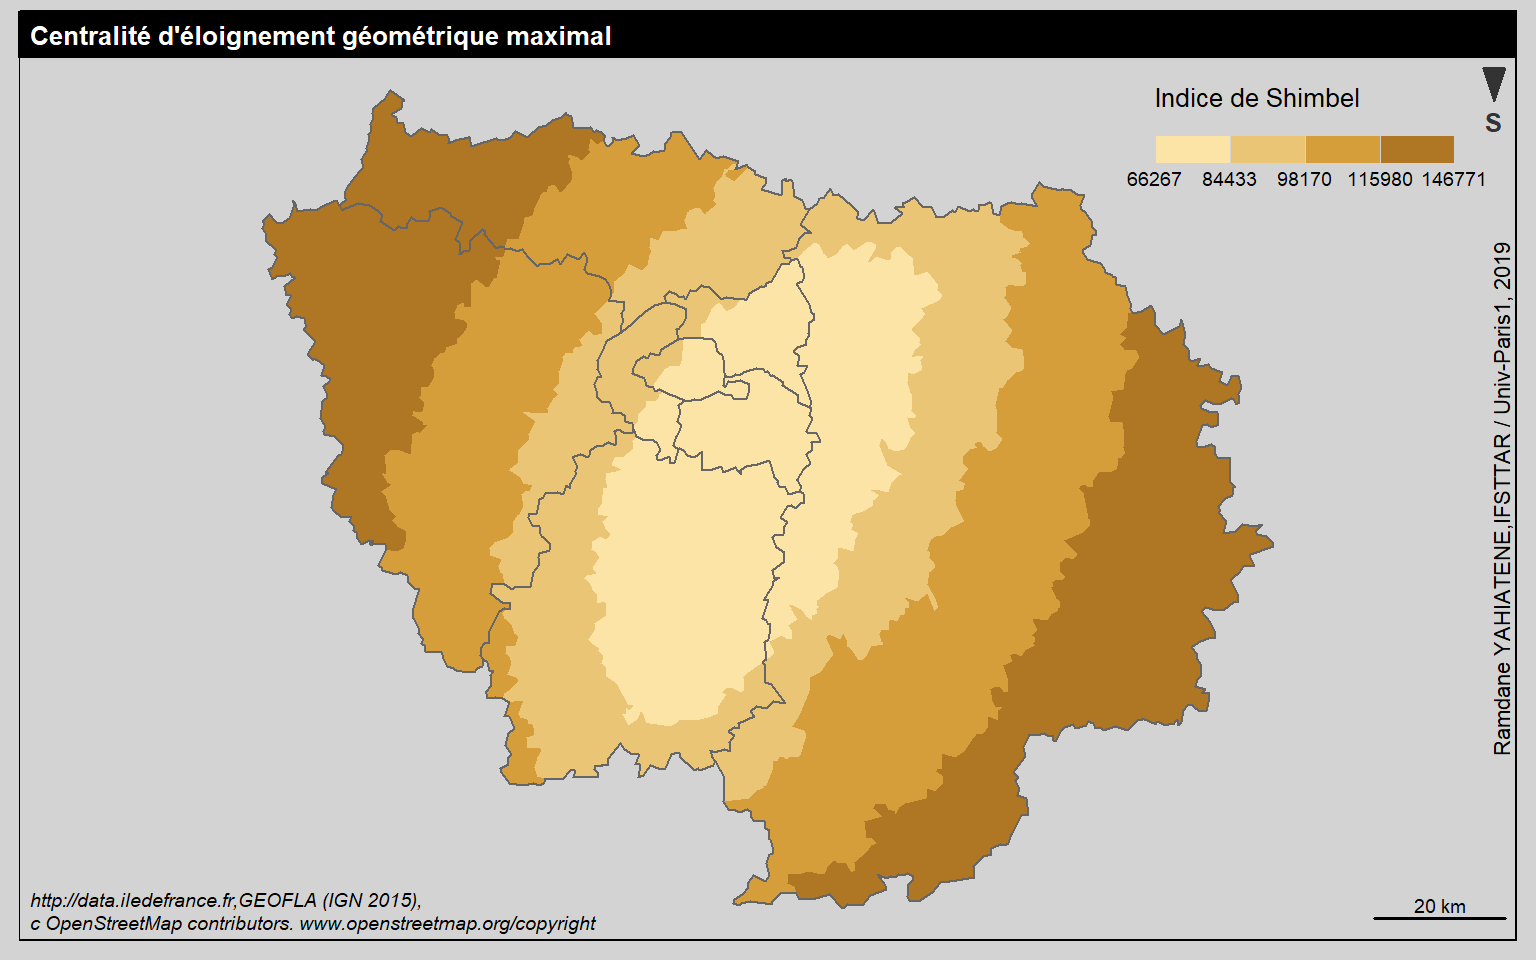 Centralité d'éloignement géométrique maximal
Indice de Shimbel
S
66267 84433 98170 115980 146771
Ramdane YAHIATENE,IFSTTAR / Univ-Paris1, 2019
20 km
http://data.iledefrance.fr,GEOFLA (IGN 2015),
c OpenStreetMap contributors. www.openstreetmap.org/copyright